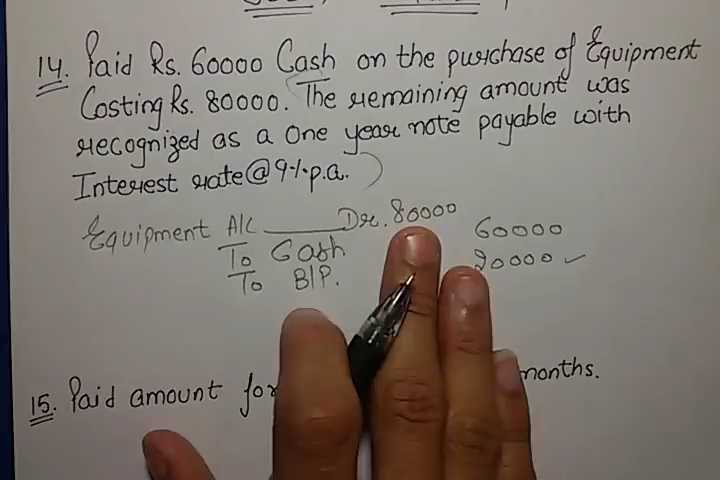 14. Paid Rs. 60000 Cash on the purchase of Equipment
Costing Rs. 80000. The remaining amount was
recognized as a one year note payable with
Interest rate @ 9%.p.a.
Equipment A/C ______ Dr. 80000
To Cash 60000
To B/P. 20000 ✓
15. Paid amount for months.